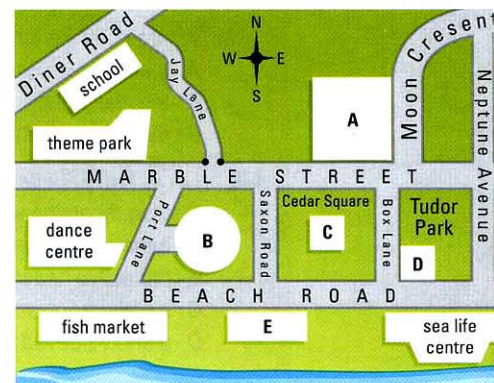 N
W E
S
Diner Road
school
Jay Lane
theme park
A
Moon Cresent
Neptune Avenue
MARBLE STREET
dance
centre
Port Lane
B
Saxon Road
Cedar Square
C
Box Lane
Tudor
Park
D
BEACH ROAD
fish market
E
sea life
centre